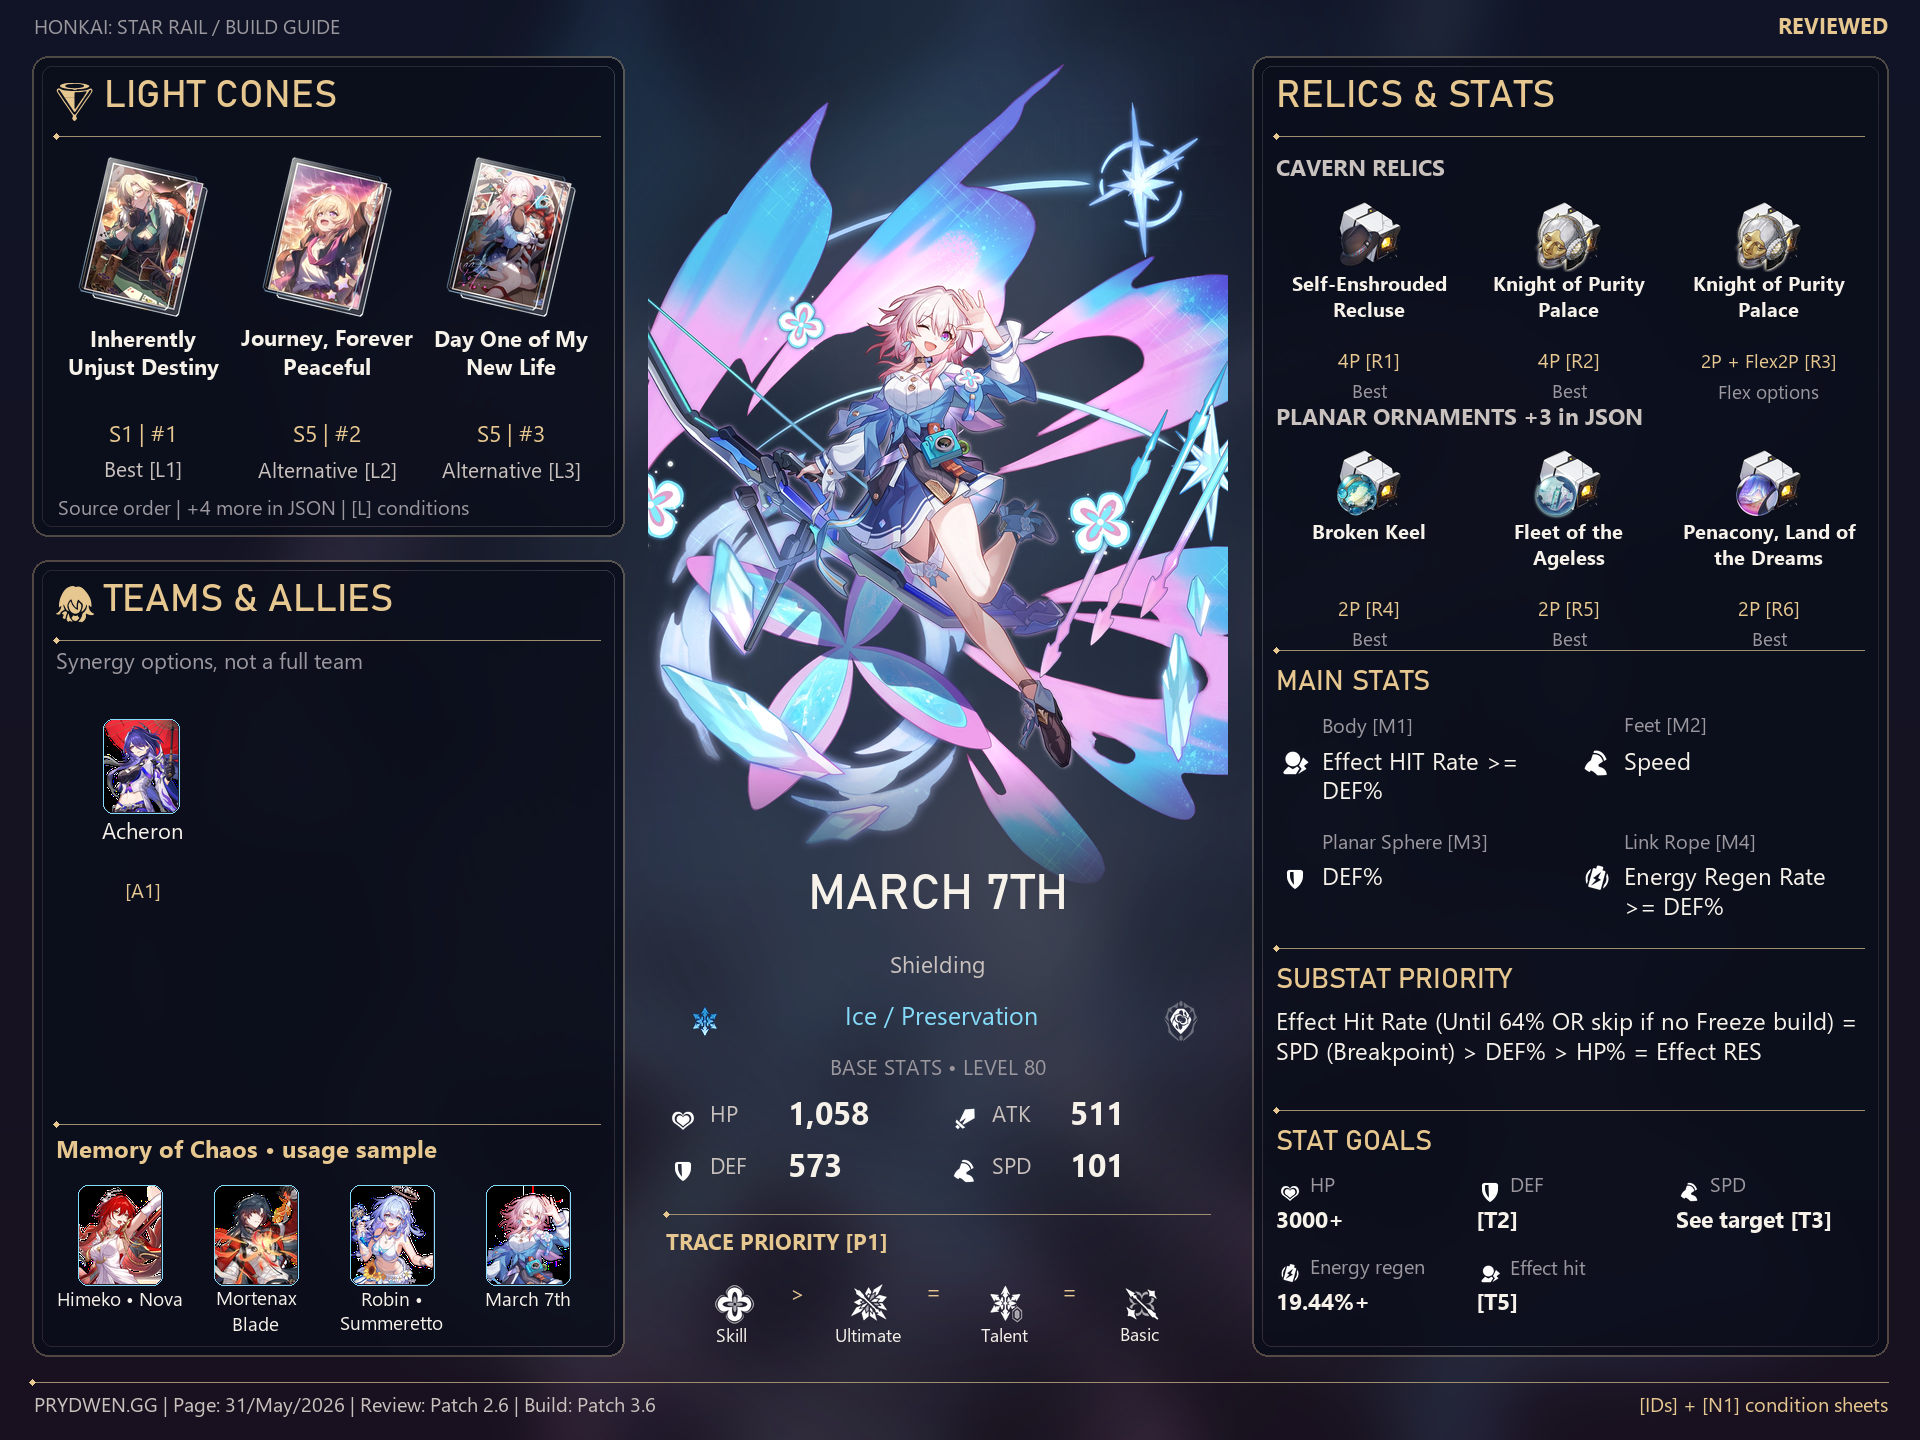 HONKAI: STAR RAIL / BUILD GUIDE
REVIEWED
LIGHT CONES
Inherently
Unjust Destiny
S1 | #1
Best [L1]
Journey, Forever
Peaceful
S5 | #2
Alternative [L2]
Day One of My
New Life
S5 | #3
Alternative [L3]
Source order | +4 more in JSON | [L] conditions
TEAMS & ALLIES
Synergy options, not a full team
Acheron
[A1]
Memory of Chaos • usage sample
Himeko • Nova
Mortenax
Blade
Robin •
Summeretto
March 7th
MARCH 7TH
Shielding
Ice / Preservation
BASE STATS • LEVEL 80
HP 1,058
ATK 511
DEF 573
SPD 101
TRACE PRIORITY [P1]
Skill > Ultimate = Talent = Basic
RELICS & STATS
CAVERN RELICS
Self-Enshrouded
Recluse
4P [R1]
Best
Knight of Purity
Palace
4P [R2]
Best
Knight of Purity
Palace
2P + Flex2P [R3]
Flex options
PLANAR ORNAMENTS +3 in JSON
Broken Keel
2P [R4]
Best
Fleet of the
Ageless
2P [R5]
Best
Penacony, Land of
the Dreams
2P [R6]
Best
MAIN STATS
Body [M1]
Effect HIT Rate >=
DEF%
Feet [M2]
Speed
Planar Sphere [M3]
DEF%
Link Rope [M4]
Energy Regen Rate
>= DEF%
SUBSTAT PRIORITY
Effect Hit Rate (Until 64% OR skip if no Freeze build) =
SPD (Breakpoint) > DEF% > HP% = Effect RES
STAT GOALS
HP
3000+
DEF
[T2]
SPD
See target [T3]
Energy regen
19.44%+
Effect hit
[T5]
PRYDWEN.GG | Page: 31/May/2026 | Review: Patch 2.6 | Build: Patch 3.6
[IDs] + [N1] condition sheets